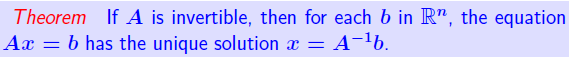 Theorem If A is invertible, then for each b in ℝⁿ, the equation
Ax = b has the unique solution x = A⁻¹b.